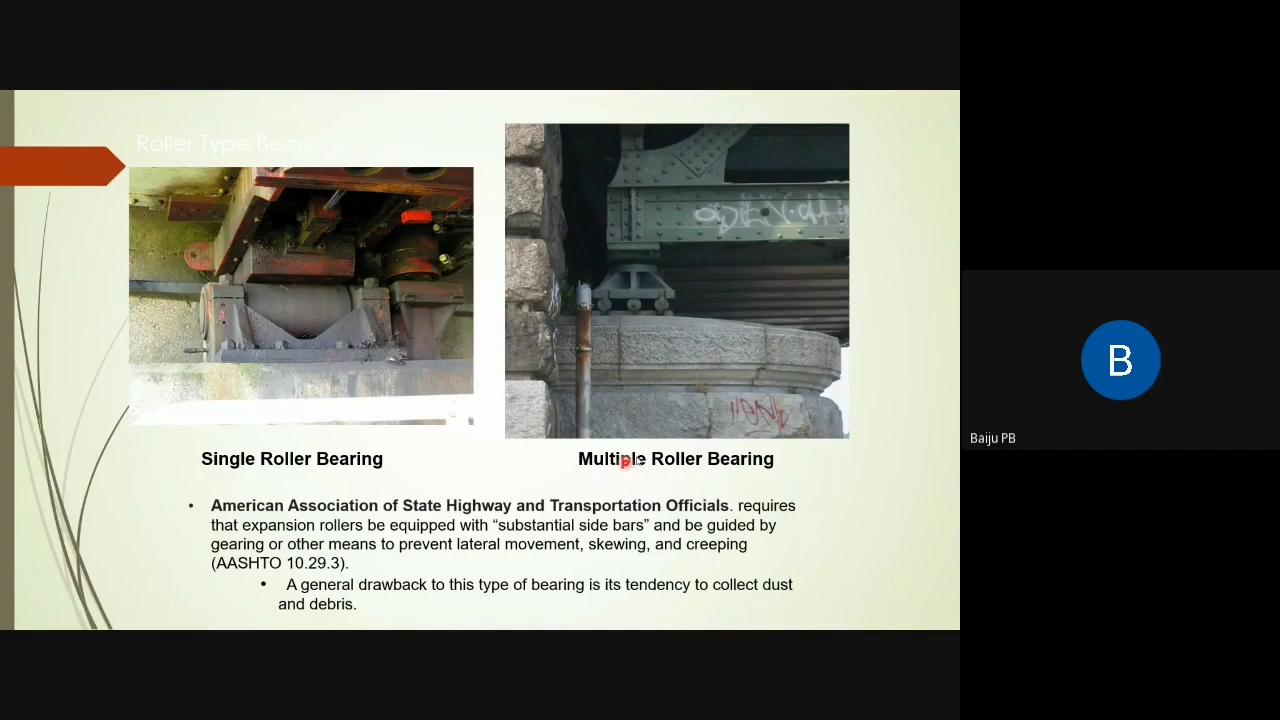 Roller Type Bearings
Single Roller Bearing
Multiple Roller Bearing
• American Association of State Highway and Transportation Officials. requires
that expansion rollers be equipped with “substantial side bars” and be guided by
gearing or other means to prevent lateral movement, skewing, and creeping
(AASHTO 10.29.3).
• A general drawback to this type of bearing is its tendency to collect dust
and debris.
B
Baiju PB